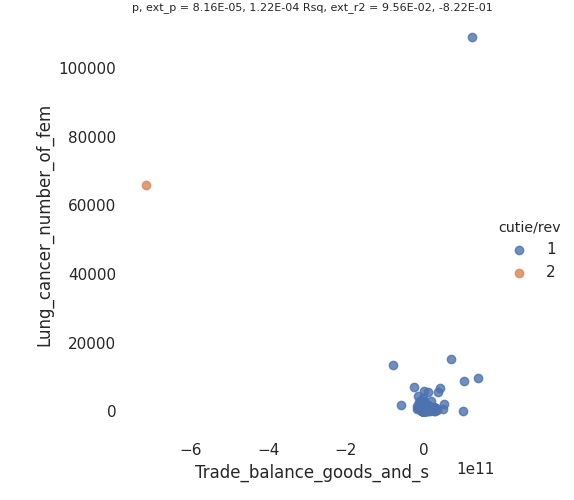 p, ext_p = 8.16E-05, 1.22E-04 Rsq, ext_r2 = 9.56E-02, -8.22E-01
100000
80000
60000
40000
20000
0
Lung_cancer_number_of_fem
cutie/rev
1
2
−6
−4
−2
0
1e11
Trade_balance_goods_and_s